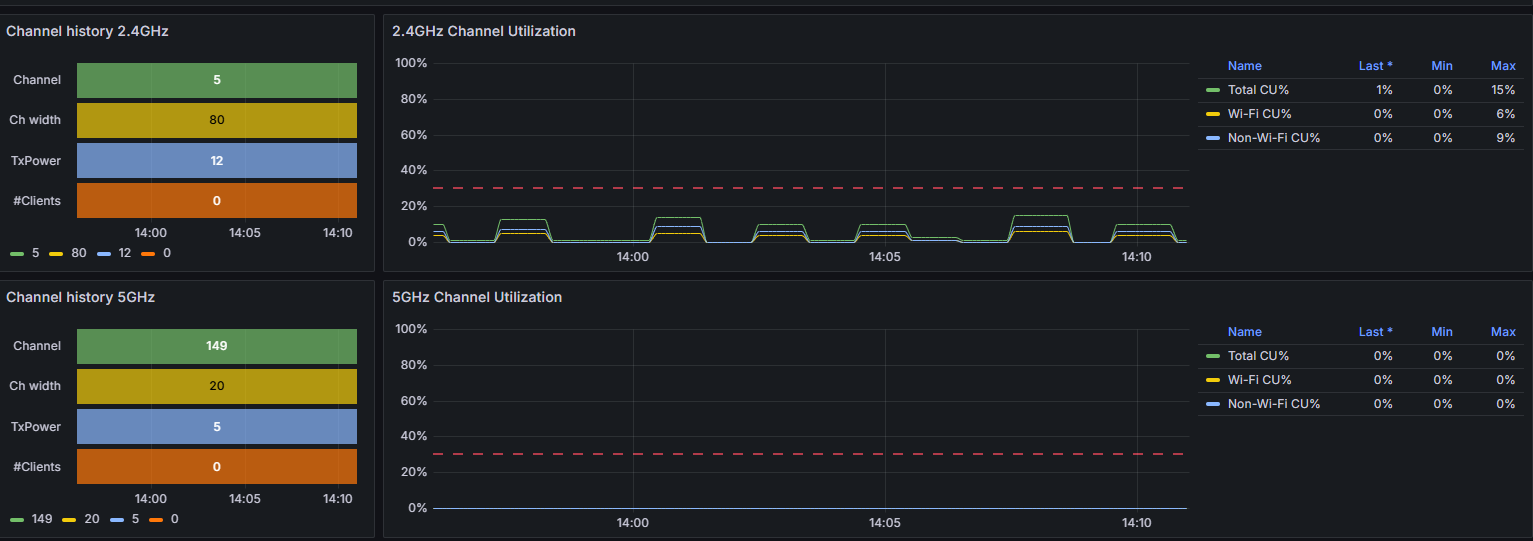 Channel history 2.4GHz
Channel 5
Ch width 80
TxPower 12
#Clients 0
14:00 14:05 14:10
5 80 12 0
2.4GHz Channel Utilization
100%
80%
60%
40%
20%
0%
14:00 14:05 14:10
Name Last * Min Max
Total CU% 1% 0% 15%
Wi-Fi CU% 0% 0% 6%
Non-Wi-Fi CU% 0% 0% 9%
Channel history 5GHz
Channel 149
Ch width 20
TxPower 5
#Clients 0
14:00 14:05 14:10
149 20 5 0
5GHz Channel Utilization
100%
80%
60%
40%
20%
0%
14:00 14:05 14:10
Name Last * Min Max
Total CU% 0% 0% 0%
Wi-Fi CU% 0% 0% 0%
Non-Wi-Fi CU% 0% 0% 0%